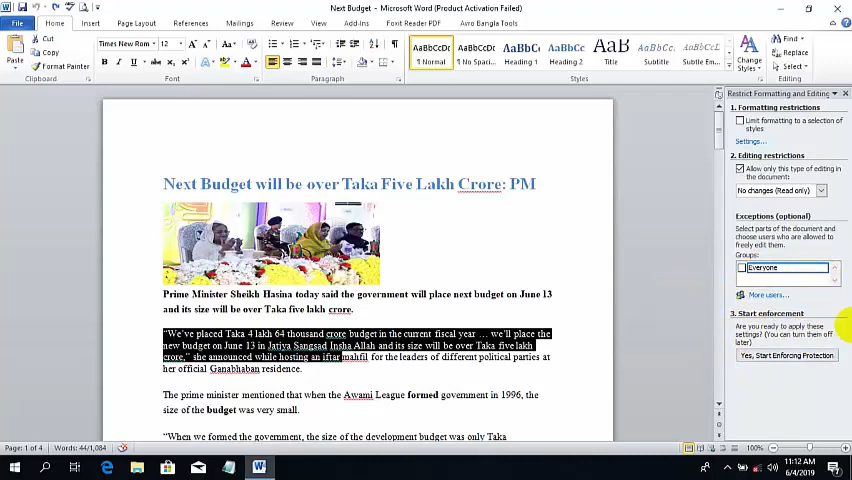 Next Budget - Microsoft Word (Product Activation Failed)
File Home Insert Page Layout References Mailings Review View Add-Ins Foxit Reader PDF Avro Bangla Tools
Paste
Cut
Copy
Format Painter
Clipboard
Times New Rom 12
Font
Paragraph
AaBbCcDc AaBbCcDc AaBbCc AaBbCc AaB AaBbCc. AaBbCcDt
¶ Normal ¶ No Spaci... Heading 1 Heading 2 Title Subtitle Subtle Em...
Styles
Change
Styles
Find
Replace
Select
Editing
Next Budget will be over Taka Five Lakh Crore: PM
Prime Minister Sheikh Hasina today said the government will place next budget on June 13
and its size will be over Taka five lakh crore.
"We've placed Taka 4 lakh 64 thousand crore budget in the current fiscal year … we'll place the
new budget on June 13 in Jatiya Sangsad Insha Allah and its size will be over Taka five lakh
crore," she announced while hosting an iftar mahfil for the leaders of different political parties at
her official Ganabhaban residence.
The prime minister mentioned that when the Awami League formed government in 1996, the
size of the budget was very small.
"When we formed the government, the size of the development budget was only Taka
Restrict Formatting and Editing
1. Formatting restrictions
Limit formatting to a selection of
styles
Settings...
2. Editing restrictions
Allow only this type of editing in
the document:
No changes (Read only)
Exceptions (optional)
Select parts of the document and
choose users who are allowed to
freely edit them.
Groups:
Everyone
More users...
3. Start enforcement
Are you ready to apply these
settings? (You can turn them off
later)
Yes, Start Enforcing Protection
Page: 1 of 4 Words: 44/1,084
100%
11:12 AM
6/4/2019